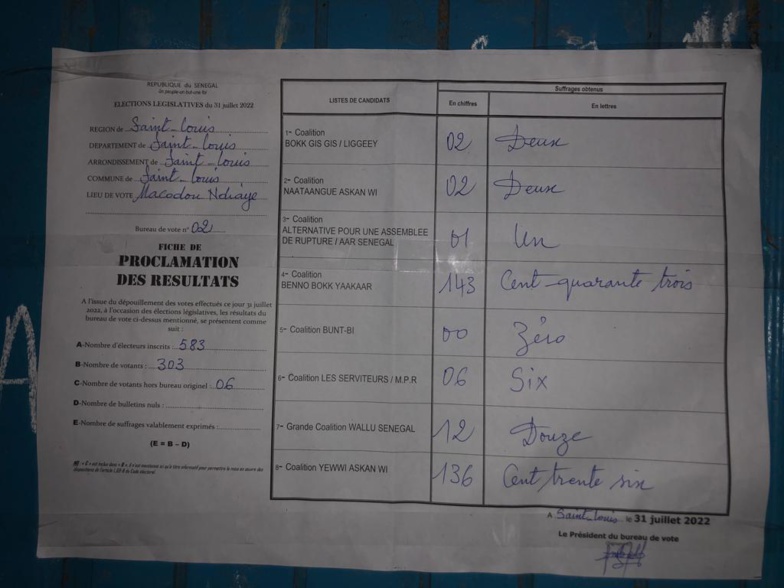 REPUBLIQUE du SENEGAL
ELECTIONS LEGISLATIVES du 31 juillet 2022
REGION de Saint-Louis
DEPARTEMENT de Saint-Louis
ARRONDISSEMENT de Saint-Louis
COMMUNE de Saint-Louis
LIEU DE VOTE Macodou Ndiaye
Bureau de vote n° 02
FICHE DE
PROCLAMATION
DES RESULTATS
A l'issue du dépouillement des votes effectués ce jour 31 juillet
2022, à l'occasion des élections législatives, les résultats du
bureau de vote ci-dessus mentionné, se présentent comme
suit :
A-Nombre d'électeurs inscrits : 583
B-Nombre de votants : 303
C-Nombre de votants hors bureau originel : 06
D-Nombre de bulletins nuls :
E-Nombre de suffrages valablement exprimés :
(E = B – D)
LISTES DE CANDIDATS
Suffrages obtenus
En chiffres
En lettres
1- Coalition
BOKK GIS GIS / LIGGEEY
02
Deux
2- Coalition
NAATAANGUE ASKAN WI
02
Deux
3- Coalition
ALTERNATIVE POUR UNE ASSEMBLEE
DE RUPTURE / AAR SENEGAL
01
Un
4- Coalition
BENNO BOKK YAAKAAR
143
Cent quarante trois
5- Coalition BUNT-BI
00
Zéro
6- Coalition LES SERVITEURS / M.P.R
06
Six
7- Grande Coalition WALLU SENEGAL
12
Douze
8- Coalition YEWWI ASKAN WI
136
Cent trente six
A Saint-Louis le 31 juillet 2022
Le Président du bureau de vote